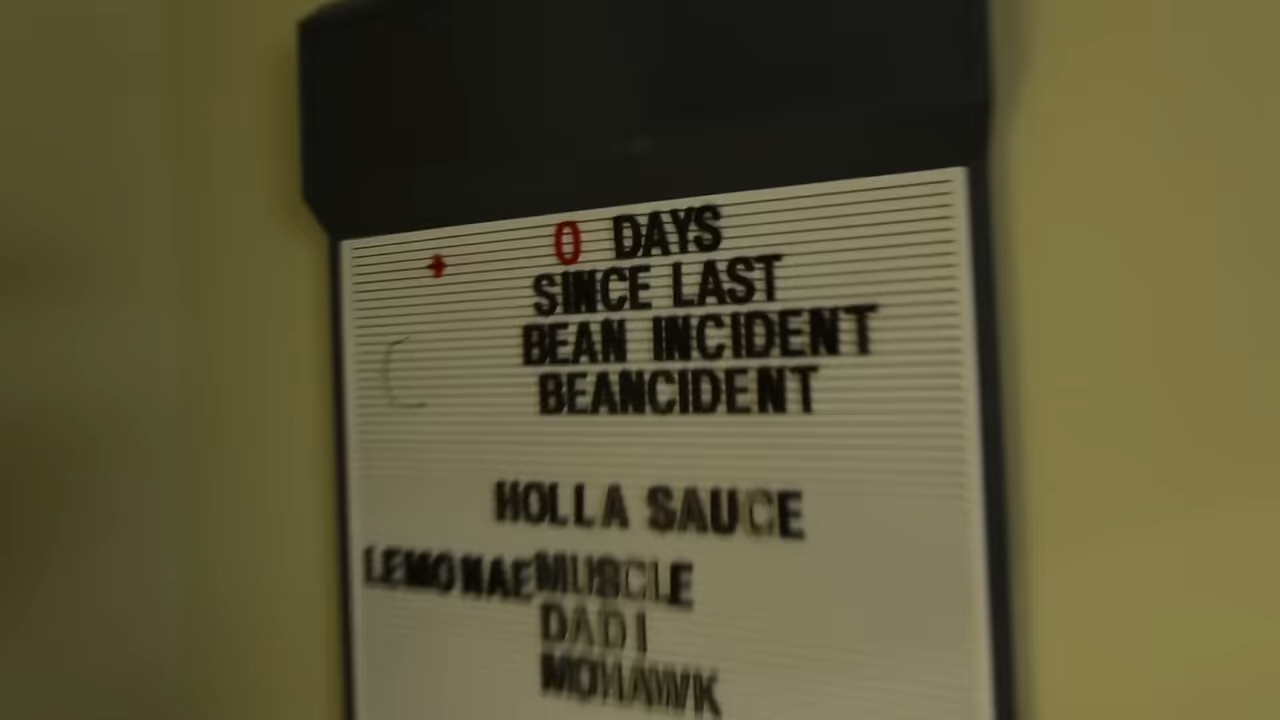 0 DAYS
SINCE LAST
BEAN INCIDENT
BEANCIDENT
HOLLA SAUCE
LEMONAE MUSCLE
DADI
MOHAWK